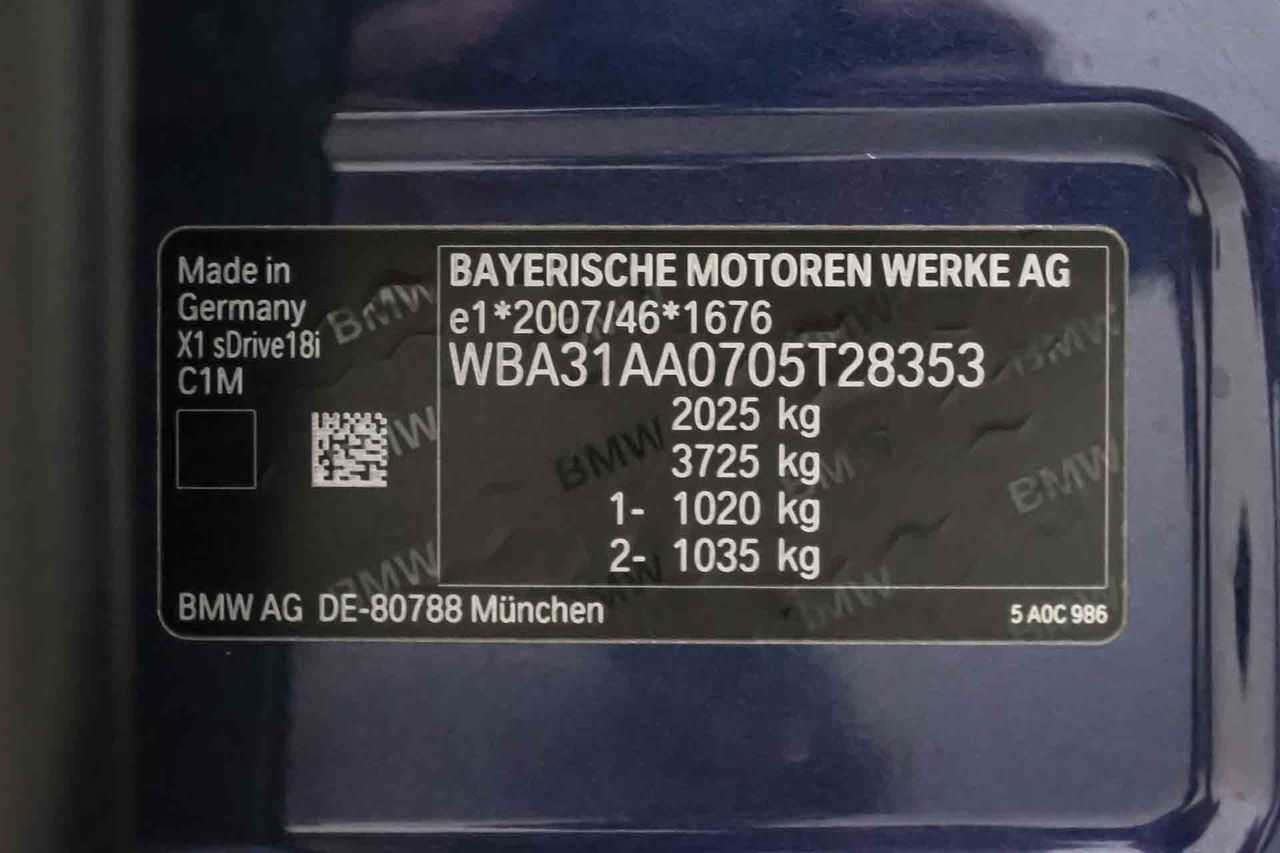 Made in
Germany
X1 sDrive18i
C1M
BAYERISCHE MOTOREN WERKE AG
e1*2007/46*1676
WBA31AA0705T28353
2025 kg
3725 kg
1- 1020 kg
2- 1035 kg
BMW AG DE-80788 München
5 A0C 986